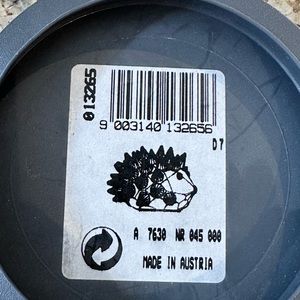 013265
9 003140 132656
D7
A 7630 NR 045 000
MADE IN AUSTRIA